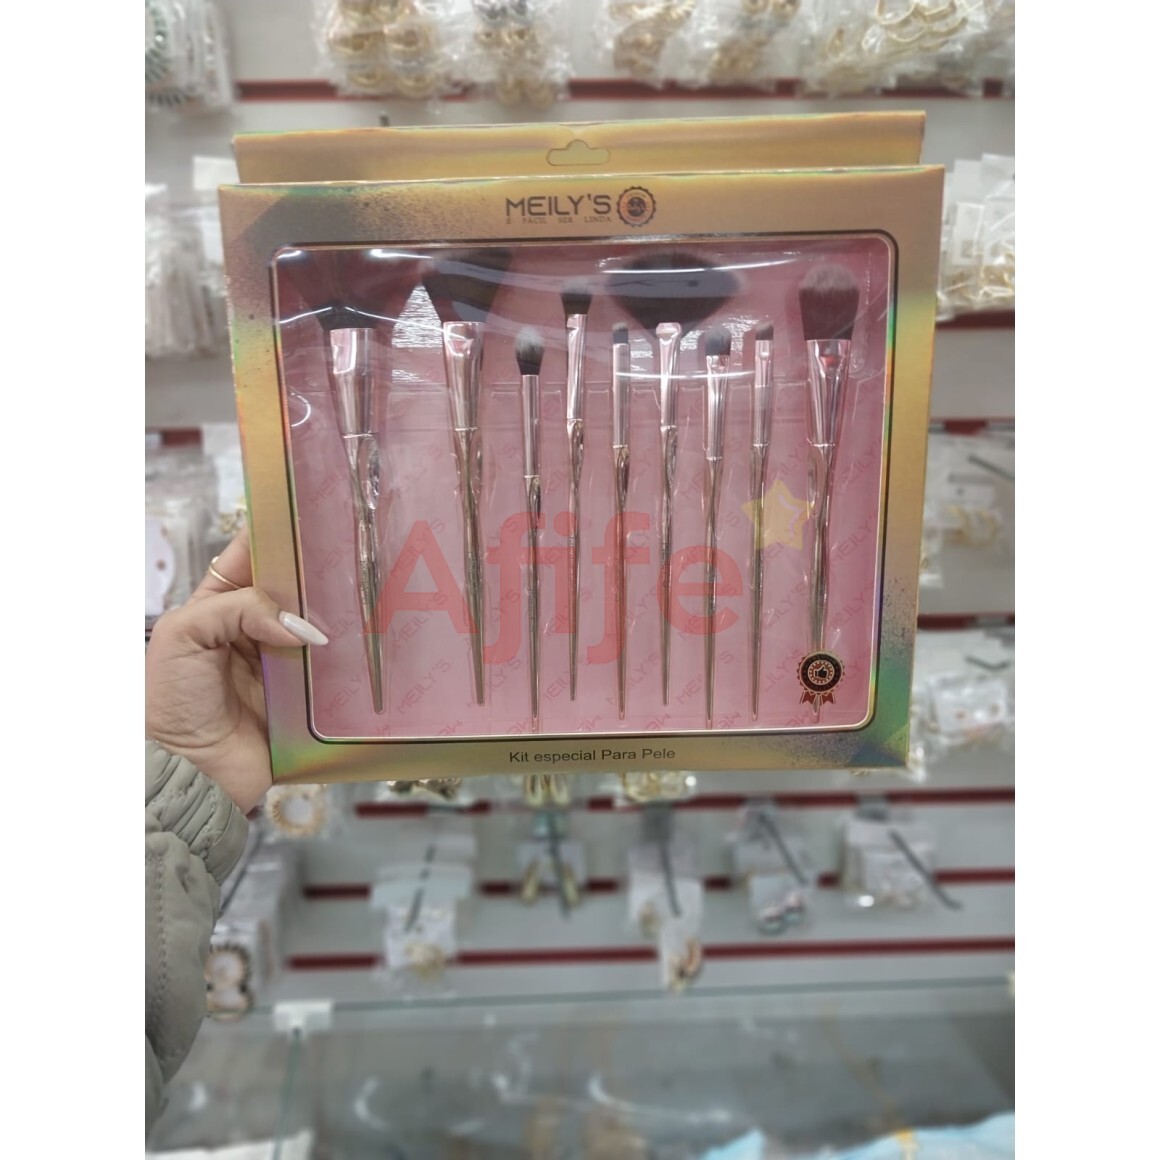 MEILY'S
É FÁCIL SER LINDA
Afife
Kit especial Para Pele